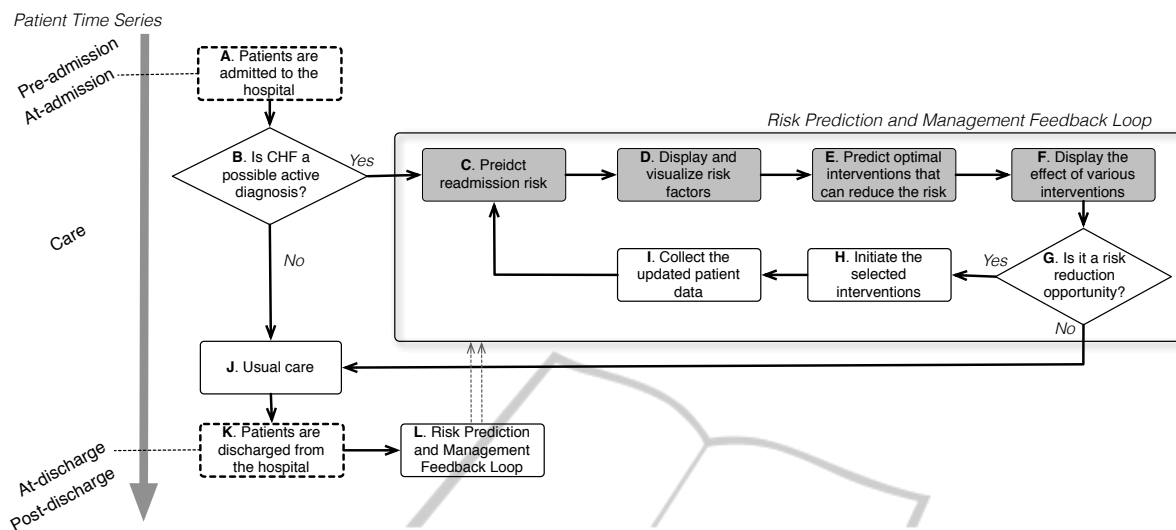 Patient Time Series
Pre-admission
At-admission
A. Patients are
admitted to the
hospital
Risk Prediction and Management Feedback Loop
B. Is CHF a
possible active
diagnosis?
Yes
C. Preidct
readmission risk
D. Display and
visualize risk
factors
E. Predict optimal
interventions that
can reduce the risk
F. Display the
effect of various
interventions
Care
No
I. Collect the
updated patient
data
H. Initiate the
selected
interventions
Yes
G. Is it a risk
reduction
opportunity?
No
J. Usual care
K. Patients are
discharged from
the hospital
L. Risk Prediction
and Management
Feedback Loop
At-discharge
Post-discharge